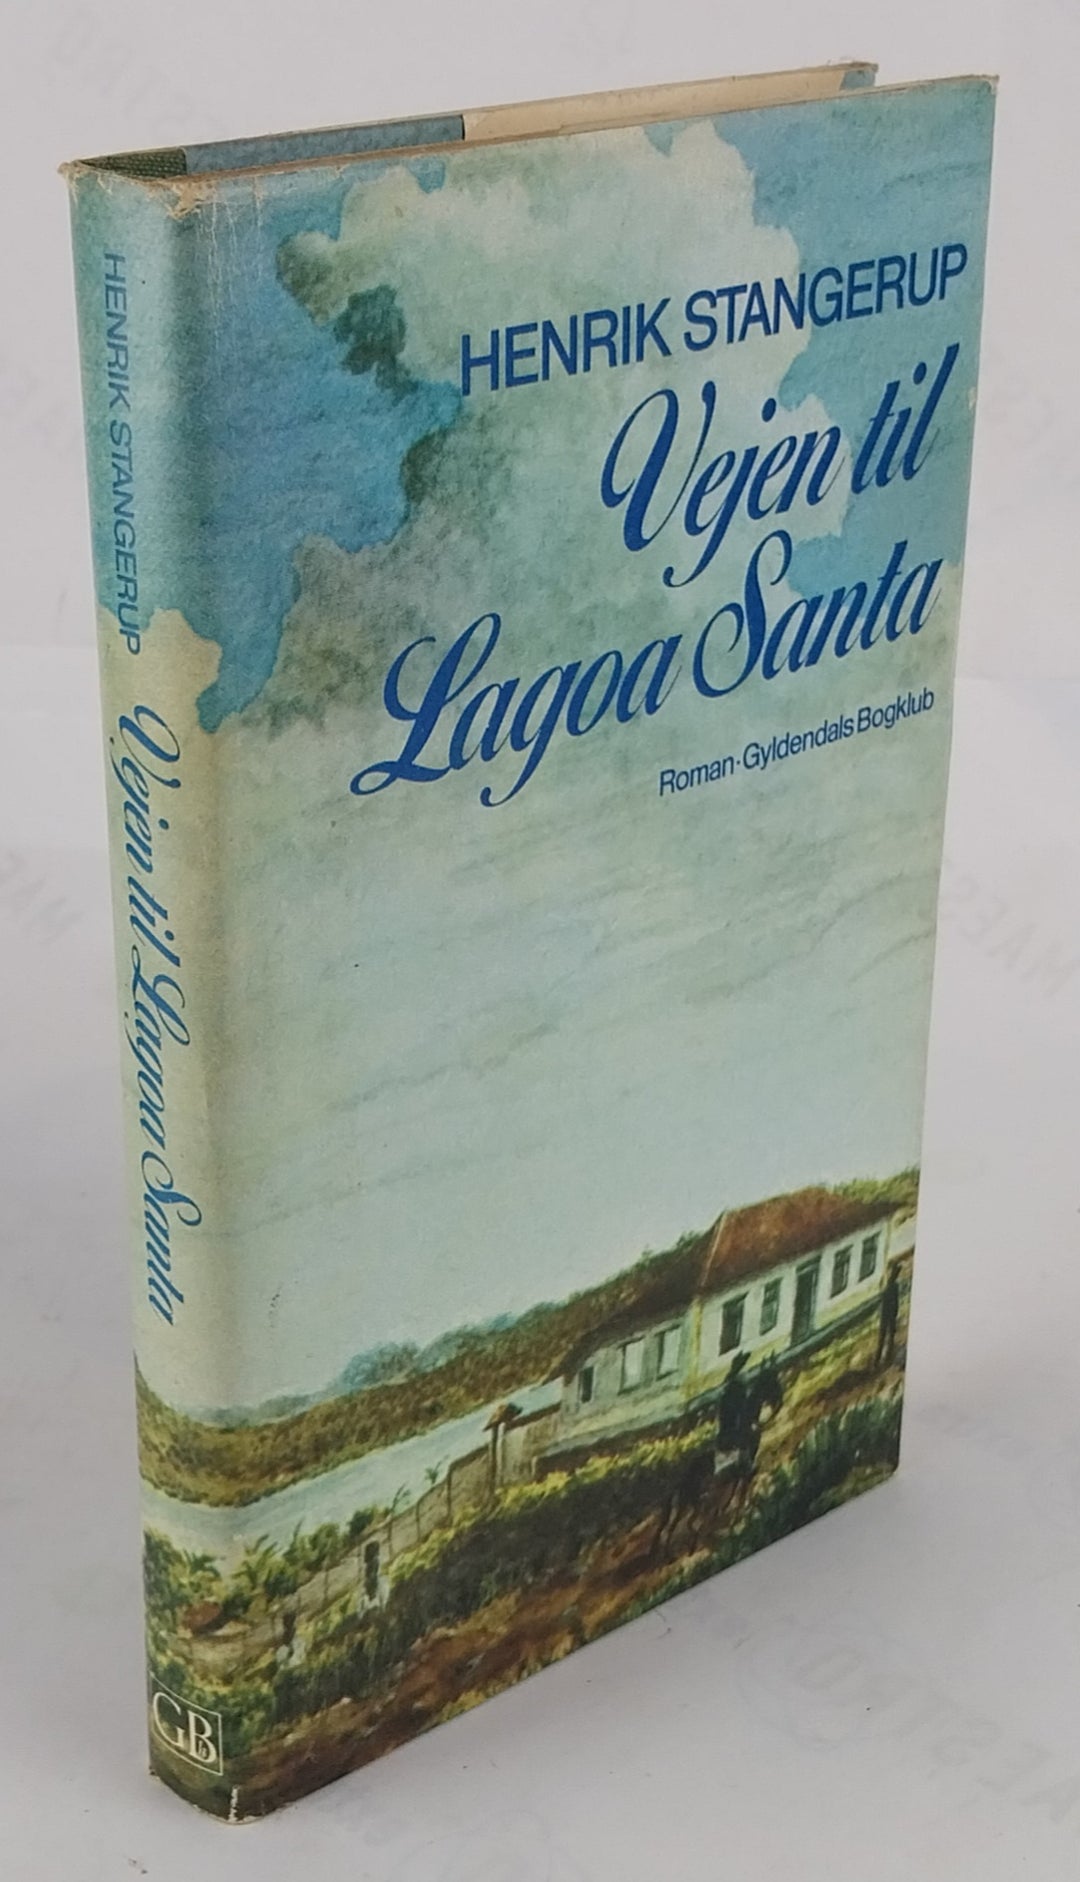 HENRIK STANGERUP
Vejen til
Lagoa Santa
Roman·Gyldendals Bogklub
HENRIK STANGERUP Vejen til Lagoa Santa
GB